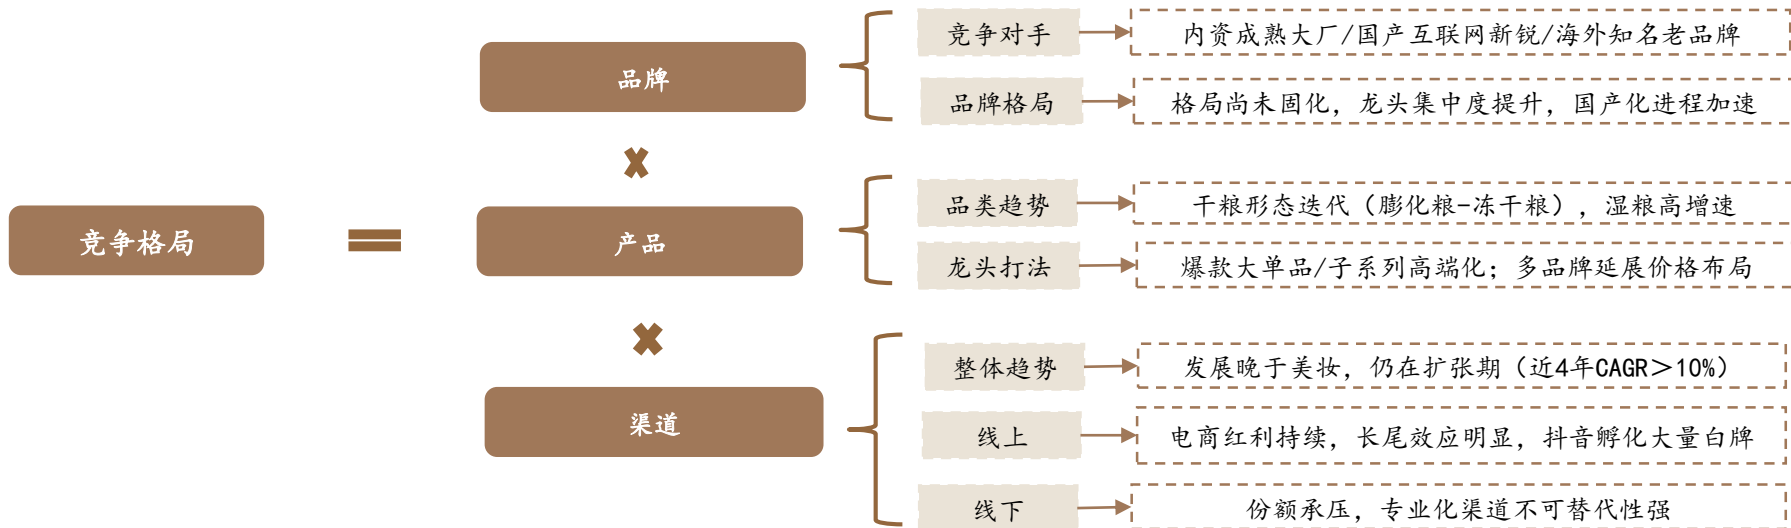 竞争格局
品牌
产品
渠道
竞争对手
内资成熟大厂/国产互联网新锐/海外知名老品牌
品牌格局
格局尚未固化，龙头集中度提升，国产化进程加速
品类趋势
干粮形态迭代（膨化粮-冻干粮），湿粮高增速
龙头打法
爆款大单品/子系列高端化；多品牌延展价格布局
整体趋势
发展晚于美妆，仍在扩张期（近4年CAGR＞10%）
线上
电商红利持续，长尾效应明显，抖音孵化大量白牌
线下
份额承压，专业化渠道不可替代性强